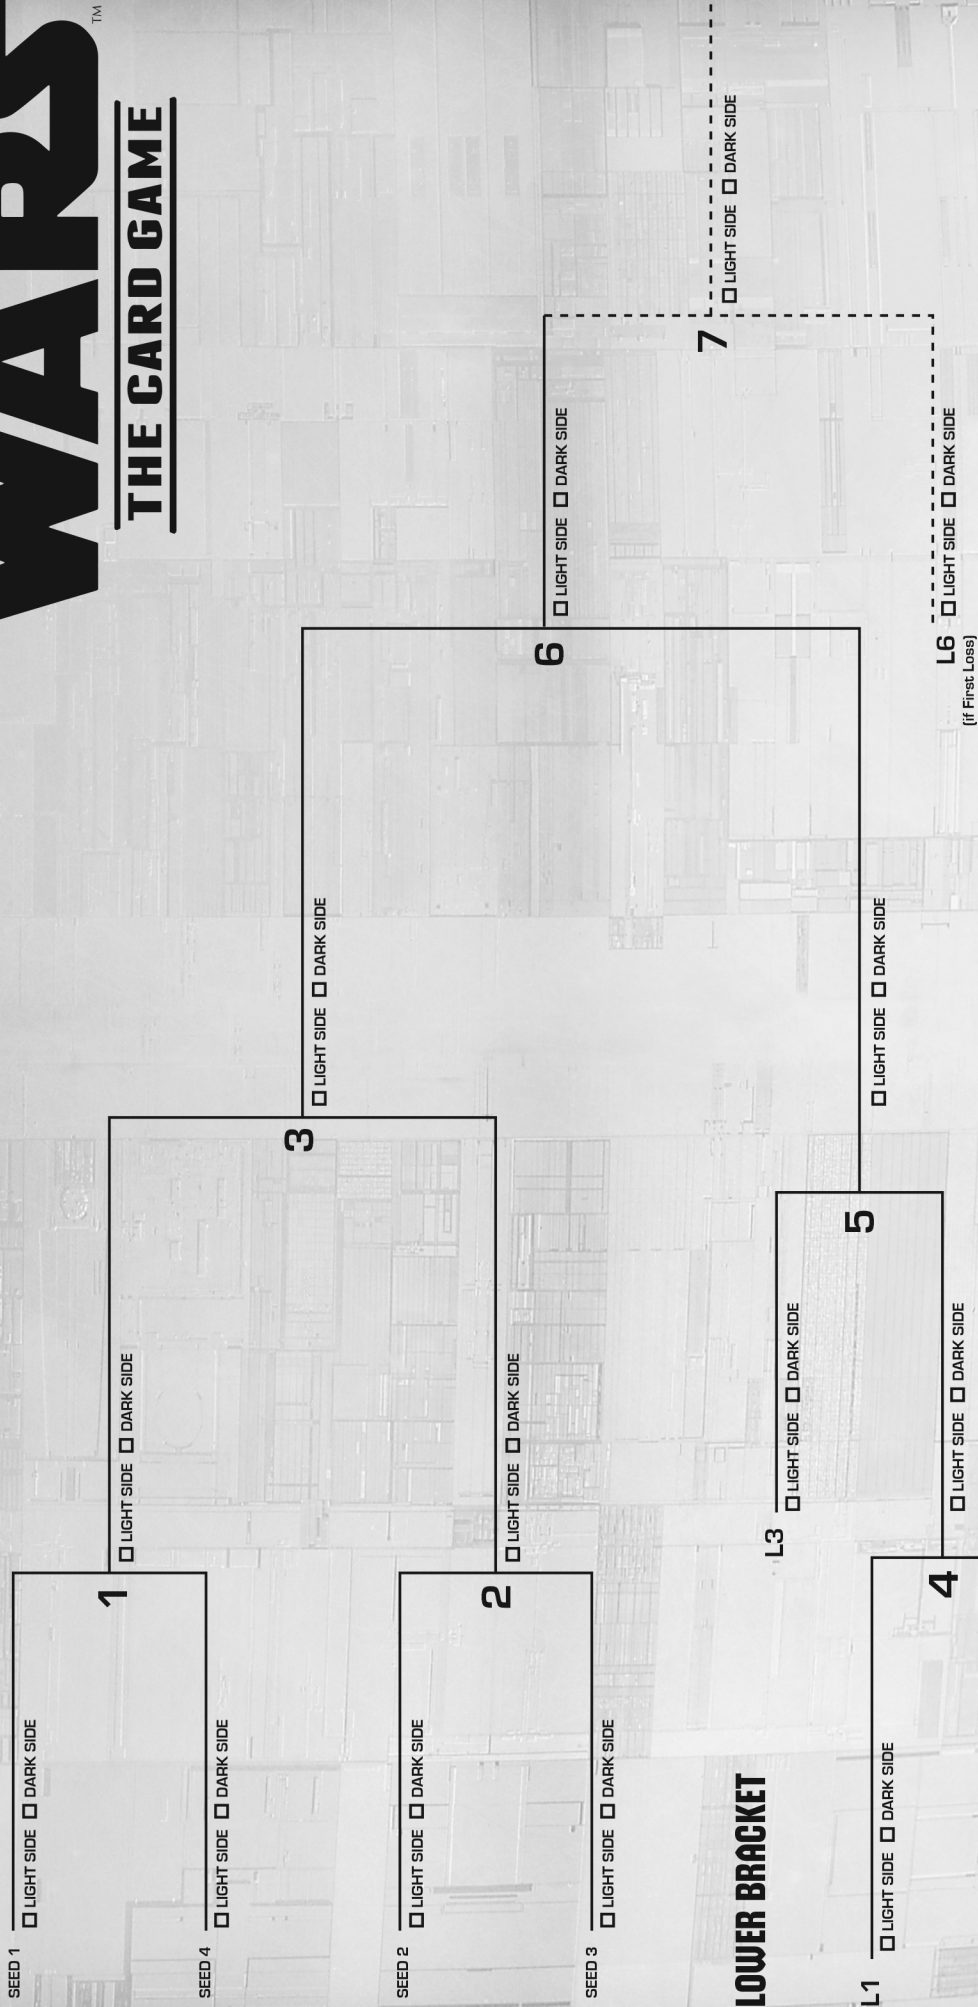 WARS
TM
THE CARD GAME
SEED 1
LIGHT SIDE DARK SIDE
1
LIGHT SIDE DARK SIDE
SEED 4
LIGHT SIDE DARK SIDE
3
LIGHT SIDE DARK SIDE
SEED 2
LIGHT SIDE DARK SIDE
2
LIGHT SIDE DARK SIDE
SEED 3
LIGHT SIDE DARK SIDE
6
LIGHT SIDE DARK SIDE
7
LIGHT SIDE DARK SIDE
LOWER BRACKET
L3
LIGHT SIDE DARK SIDE
5
LIGHT SIDE DARK SIDE
L1
LIGHT SIDE DARK SIDE
4
LIGHT SIDE DARK SIDE
L6
LIGHT SIDE DARK SIDE
(if First Loss)